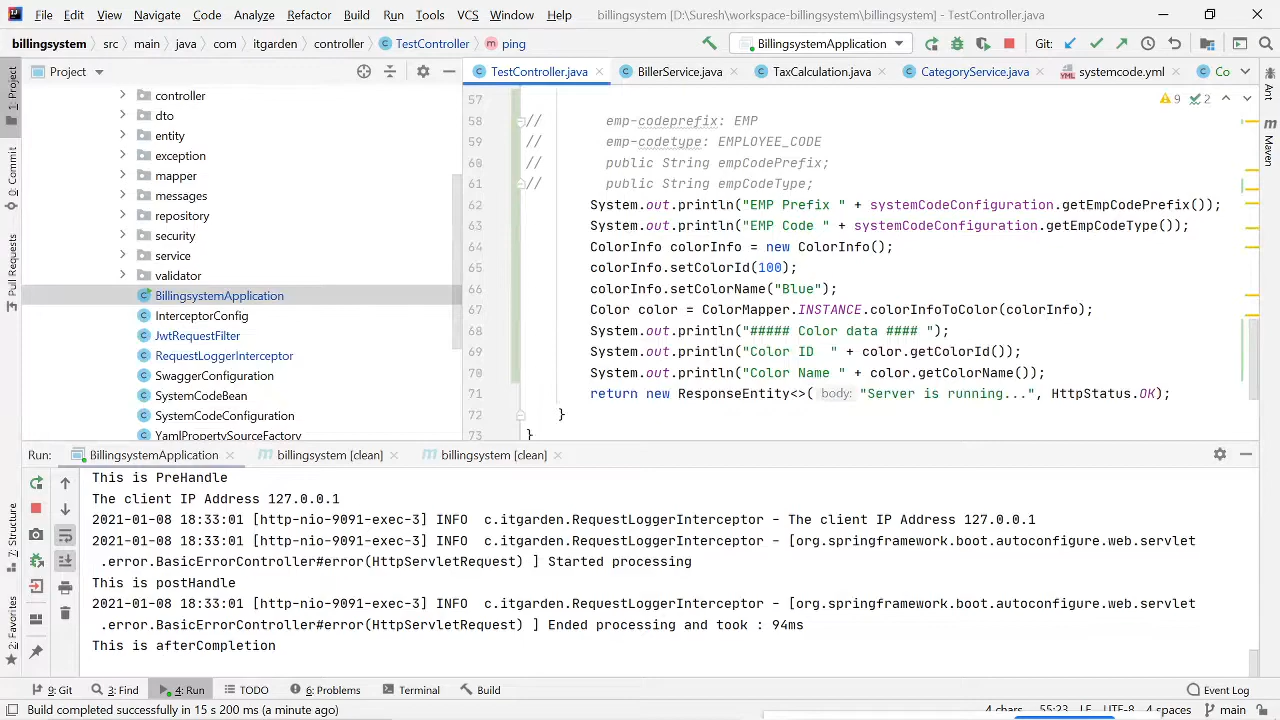 File Edit View Navigate Code Analyze Refactor Build Run Tools VCS Window Help billingsystem [D:\Suresh\workspace-billingsystem\billingsystem] - TestController.java
billingsystem src main java com itgarden controller TestController ping BillingsystemApplication Git:
1: Project
0: Commit
Pull Requests
Z: Structure
2: Favorites
Project
TestController.java BillerService.java TaxCalculation.java CategoryService.java systemcode.yml Co
Ant
Maven
controller
dto
entity
exception
mapper
messages
repository
security
service
validator
BillingsystemApplication
InterceptorConfig
JwtRequestFilter
RequestLoggerInterceptor
SwaggerConfiguration
SystemCodeBean
SystemCodeConfiguration
YamlPropertySourceFactory
9 2
57
58 // emp-codeprefix: EMP
59 // emp-codetype: EMPLOYEE_CODE
60 // public String empCodePrefix;
61 // public String empCodeType;
62 System.out.println("EMP Prefix " + systemCodeConfiguration.getEmpCodePrefix());
63 System.out.println("EMP Code " + systemCodeConfiguration.getEmpCodeType());
64 ColorInfo colorInfo = new ColorInfo();
65 colorInfo.setColorId(100);
66 colorInfo.setColorName("Blue");
67 Color color = ColorMapper.INSTANCE.colorInfoToColor(colorInfo);
68 System.out.println("##### Color data #### ");
69 System.out.println("Color ID  " + color.getColorId());
70 System.out.println("Color Name " + color.getColorName());
71 return new ResponseEntity<>( body: "Server is running...", HttpStatus.OK);
72 }
73 }
Run: BillingsystemApplication billingsystem [clean] billingsystem [clean]
This is PreHandle
The client IP Address 127.0.0.1
2021-01-08 18:33:01 [http-nio-9091-exec-3] INFO  c.itgarden.RequestLoggerInterceptor - The client IP Address 127.0.0.1
2021-01-08 18:33:01 [http-nio-9091-exec-3] INFO  c.itgarden.RequestLoggerInterceptor - [org.springframework.boot.autoconfigure.web.servlet
.error.BasicErrorController#error(HttpServletRequest) ] Started processing
This is postHandle
2021-01-08 18:33:01 [http-nio-9091-exec-3] INFO  c.itgarden.RequestLoggerInterceptor - [org.springframework.boot.autoconfigure.web.servlet
.error.BasicErrorController#error(HttpServletRequest) ] Ended processing and took : 94ms
This is afterCompletion
9: Git 3: Find 4: Run TODO 6: Problems Terminal Build Event Log
Build completed successfully in 15 s 200 ms (a minute ago) 4 chars 55:23 LF UTF-8 4 spaces main